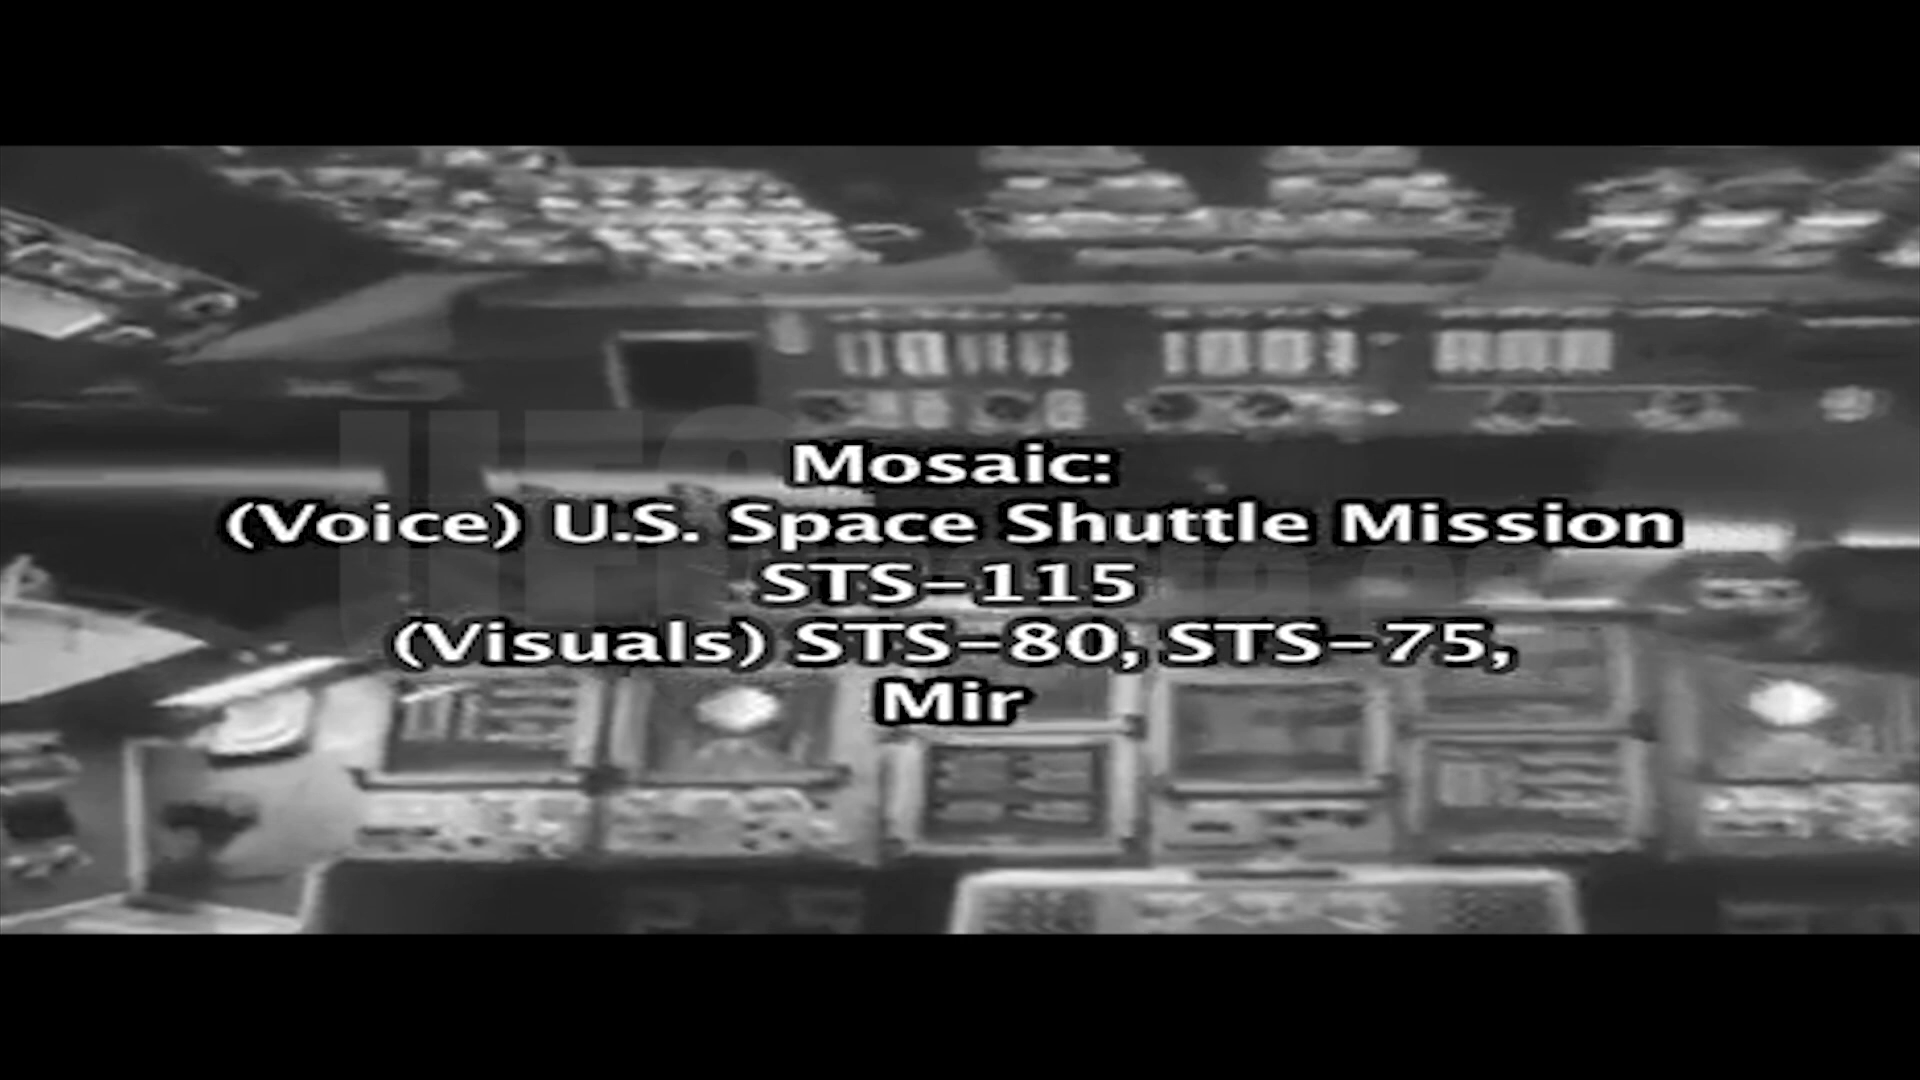 Mosaic:
(Voice) U.S. Space Shuttle Mission
STS-115
(Visuals) STS-80, STS-75,
Mir